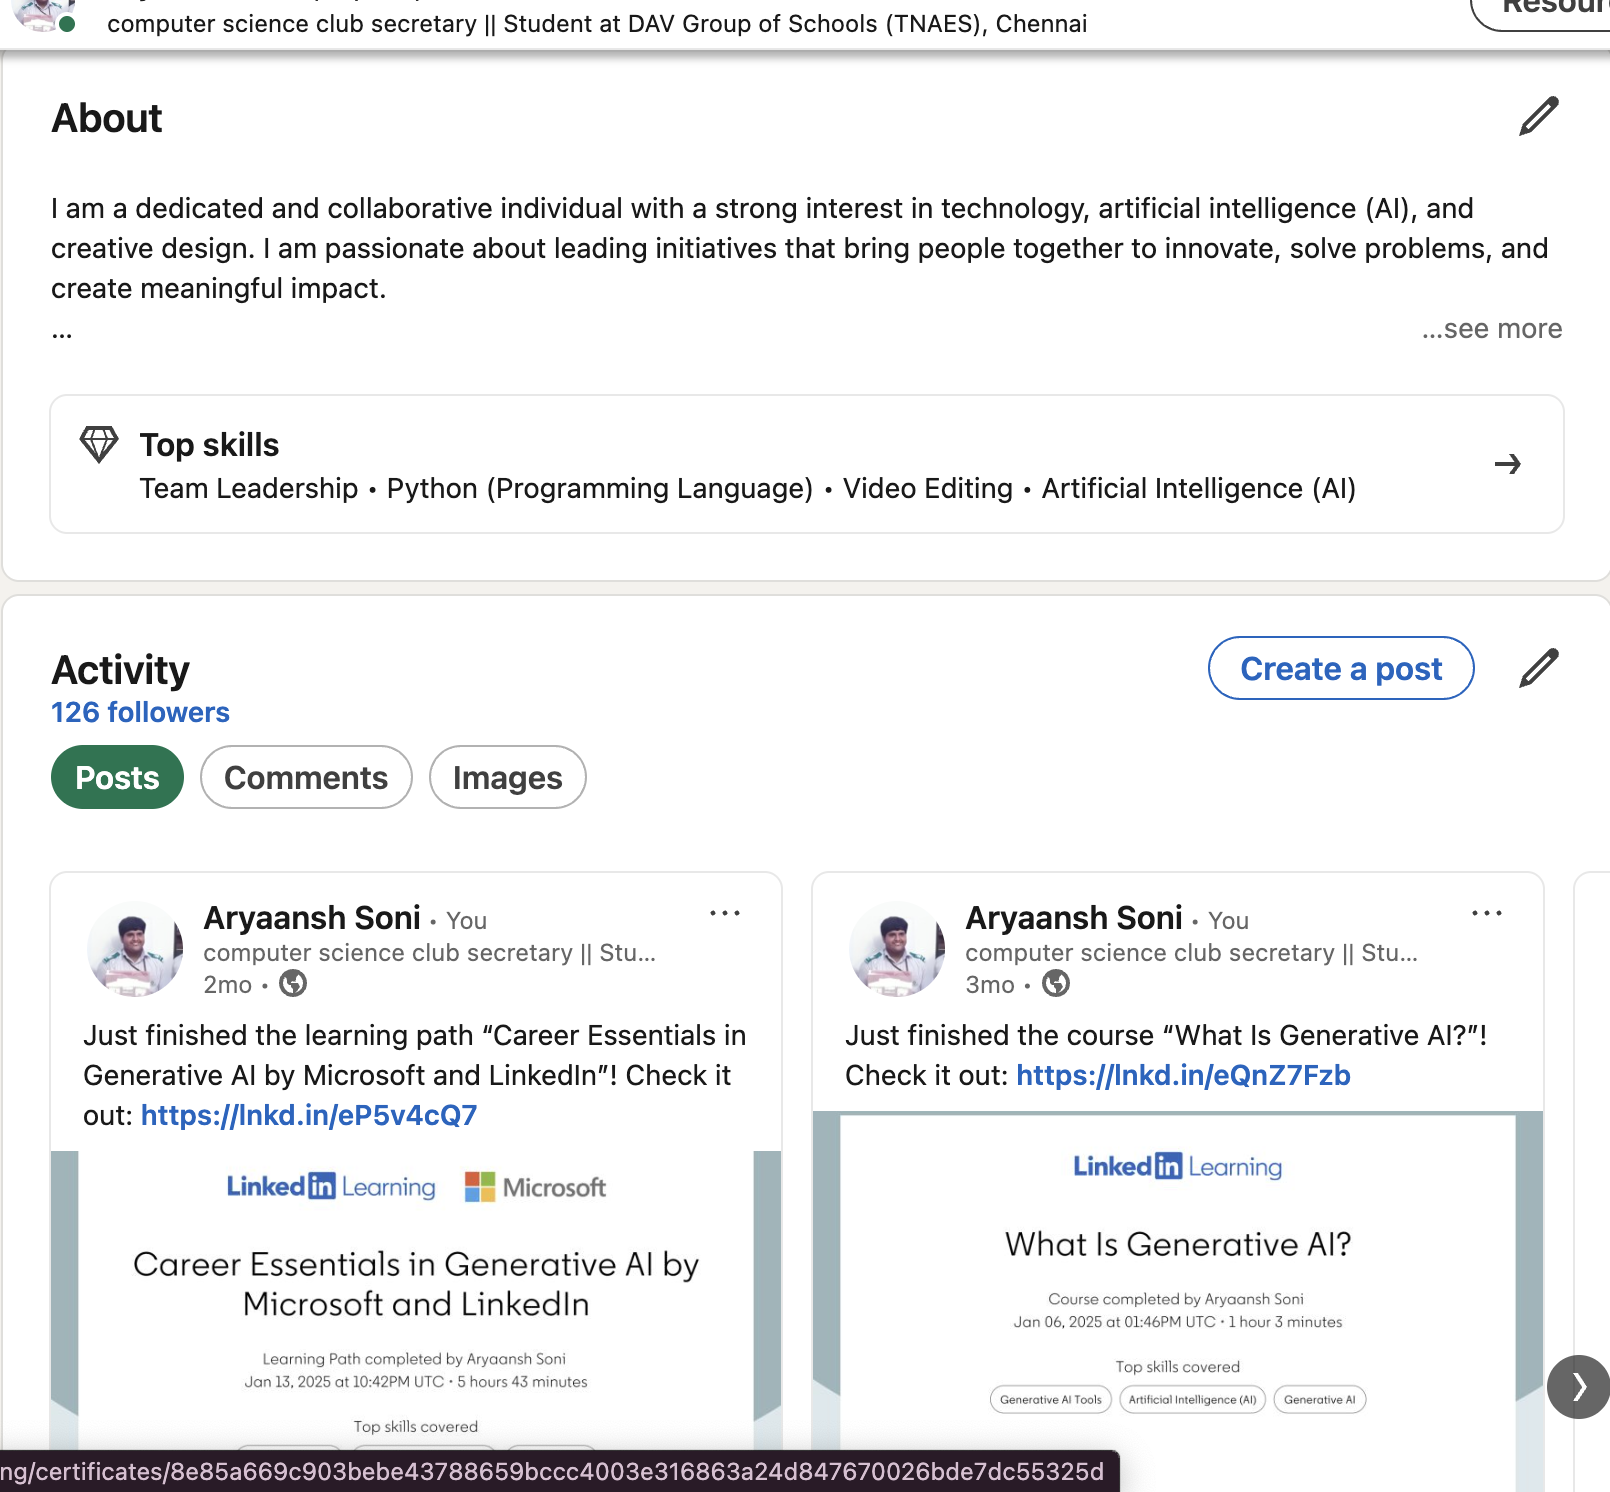 Resour
computer science club secretary || Student at DAV Group of Schools (TNAES), Chennai
About
I am a dedicated and collaborative individual with a strong interest in technology, artificial intelligence (AI), and
creative design. I am passionate about leading initiatives that bring people together to innovate, solve problems, and
create meaningful impact.
...
...see more
Top skills
Team Leadership • Python (Programming Language) • Video Editing • Artificial Intelligence (AI)
Activity
126 followers
Create a post
Posts
Comments
Images
Aryaansh Soni • You
computer science club secretary || Stu...
2mo •
Just finished the learning path “Career Essentials in
Generative AI by Microsoft and LinkedIn”! Check it
out: https://lnkd.in/eP5v4cQ7
LinkedIn Learning Microsoft
Career Essentials in Generative AI by
Microsoft and LinkedIn
Learning Path completed by Aryaansh Soni
Jan 13, 2025 at 10:42PM UTC • 5 hours 43 minutes
Top skills covered
Aryaansh Soni • You
computer science club secretary || Stu...
3mo •
Just finished the course “What Is Generative AI?”!
Check it out: https://lnkd.in/eQnZ7Fzb
LinkedIn Learning
What Is Generative AI?
Course completed by Aryaansh Soni
Jan 06, 2025 at 01:46PM UTC • 1 hour 3 minutes
Top skills covered
Generative AI Tools
Artificial Intelligence (AI)
Generative AI
ng/certificates/8e85a669c903bebe43788659bccc4003e316863a24d847670026bde7dc55325d